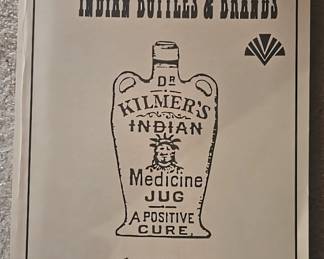 INDIAN BOTTLES & BRANDS
DR
KILMER'S
INDIAN
Medicine
JUG
A POSITIVE
CURE